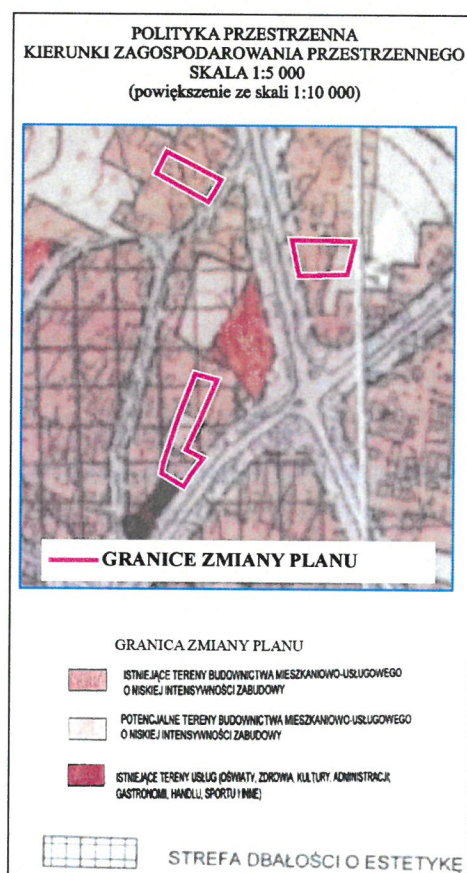 POLITYKA PRZESTRZENNA
KIERUNKI ZAGOSPODAROWANIA PRZESTRZENNEGO
SKALA 1:5 000
(powiększenie ze skali 1:10 000)
GRANICE ZMIANY PLANU
GRANICA ZMIANY PLANU
ISTNIEJĄCE TERENY BUDOWNICTWA MIESZKANIOWO-USŁUGOWEGO
O NISKIEJ INTENSYWNOŚCI ZABUDOWY
POTENCJALNE TERENY BUDOWNICTWA MIESZKANIOWO-USŁUGOWEGO
O NISKIEJ INTENSYWNOŚCI ZABUDOWY
ISTNIEJĄCE TERENY USŁUG (OŚWIATY, ZDROWIA, KULTURY, ADMINISTRACJI,
GASTRONOMII, HANDLU, SPORTU I INNE)
STREFA DBAŁOŚCI O ESTETYKĘ